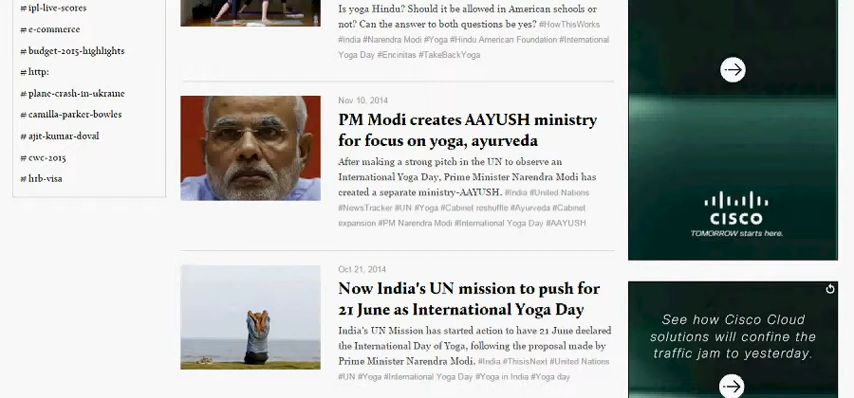 # ipl-live-scores
# e-commerce
# budget-2015-highlights
# http:
# plane-crash-in-ukraine
# camilla-parker-bowles
# ajit-kumar-doval
# cwc-2015
# hrb-visa
Is yoga Hindu? Should it be allowed in American schools or
not? Can the answer to both questions be yes? #HowThisWorks
#India #Narendra Modi #Yoga #Hindu American Foundation #International
Yoga Day #Encinitas #TakeBackYoga
Nov 10, 2014
PM Modi creates AAYUSH ministry
for focus on yoga, ayurveda
After making a strong pitch in the UN to observe an
International Yoga Day, Prime Minister Narendra Modi has
created a separate ministry-AAYUSH. #India #United Nations
#NewsTracker #UN #Yoga #Cabinet reshuffle #Ayurveda #Cabinet
expansion #PM Narendra Modi #International Yoga Day #AAYUSH
Oct 21, 2014
Now India's UN mission to push for
21 June as International Yoga Day
India's UN Mission has started action to have 21 June declared
the International Day of Yoga, following the proposal made by
Prime Minister Narendra Modi. #India #ThisisNext #United Nations
#UN #Yoga #International Yoga Day #Yoga in India #Yoga day
CISCO
TOMORROW starts here.
See how Cisco Cloud
solutions will confine the
traffic jam to yesterday.